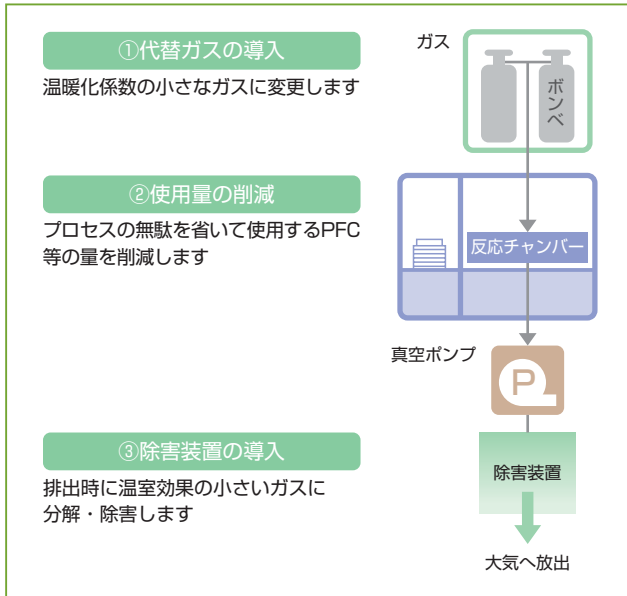 ①代替ガスの導入
温暖化係数の小さなガスに変更します
②使用量の削減
プロセスの無駄を省いて使用するPFC
等の量を削減します
③除害装置の導入
排出時に温室効果の小さいガスに
分解・除害します
ガス
ボンベ
反応チャンバー
真空ポンプ
P
除害装置
大気へ放出